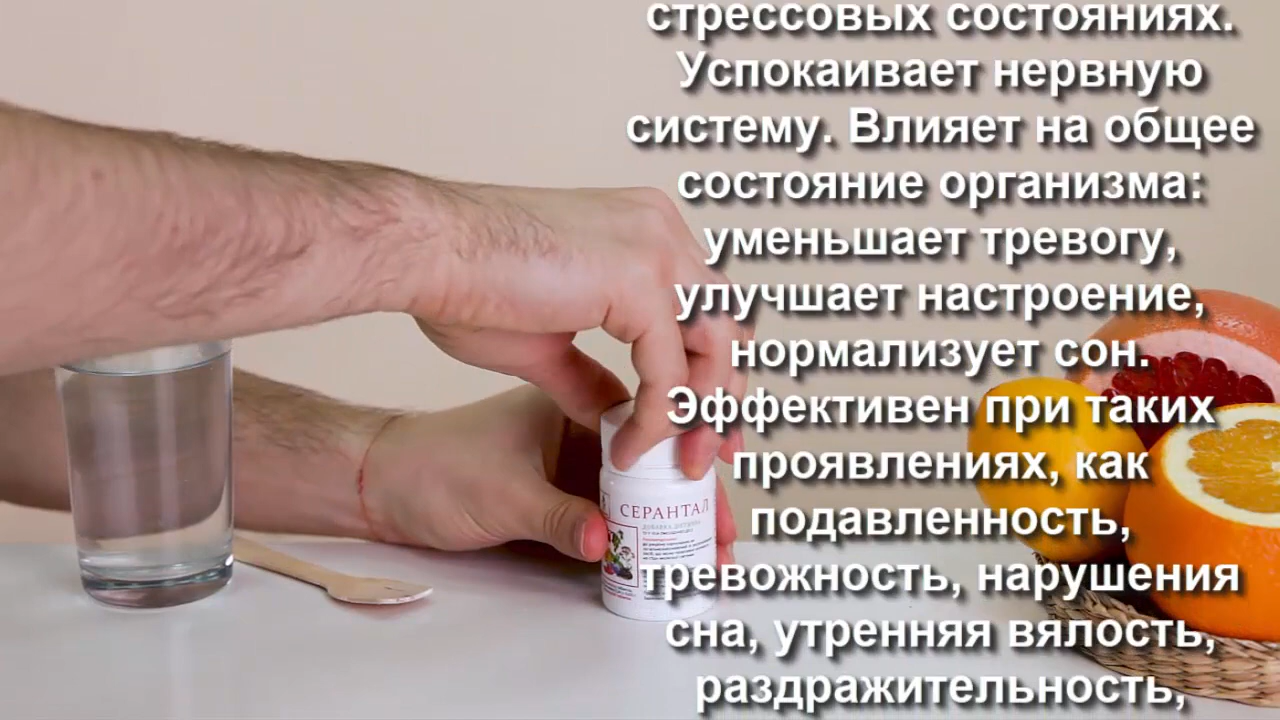 стрессовых состояниях.
Успокаивает нервную
систему. Влияет на общее
состояние организма:
уменьшает тревогу,
улучшает настроение,
нормализует сон.
Эффективен при таких
проявлениях, как
подавленность,
тревожность, нарушения
сна, утренняя вялость,
раздражительность,
СЕРАНТАЛ